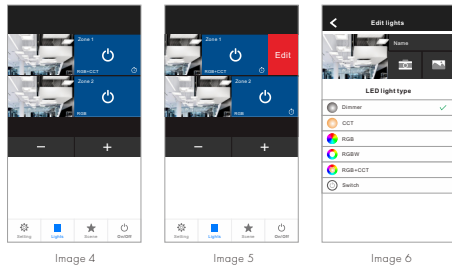 Zone 1
RGB+CCT
Zone 2
RGB
−
+
Setting
Lights
Scene
On/Off
Image 4
Zone 1
RGB+CCT
Edit
Zone 2
RGB
−
+
Setting
Lights
Scene
On/Off
Image 5
Edit lights
Name
LED light type
Dimmer
CCT
RGB
RGBW
RGB+CCT
Switch
Image 6